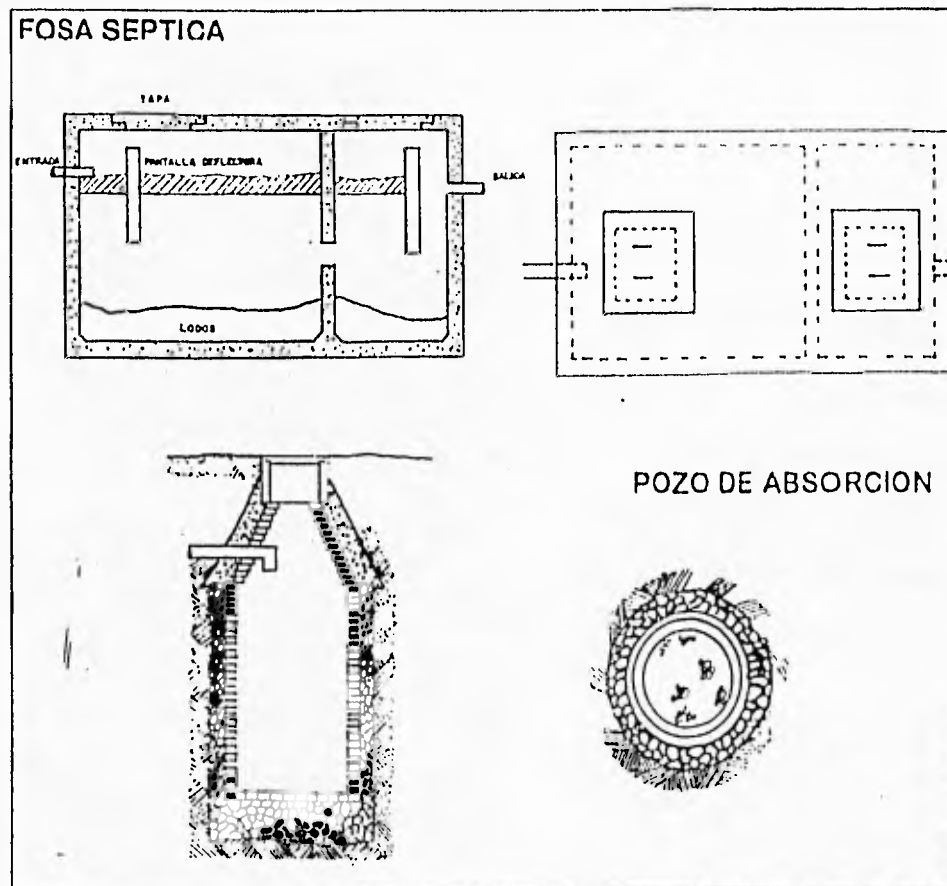 FOSA SEPTICA
TAPA
ENTRADA
PANTALLA DEFLECTORA
SALIDA
LODOS
POZO DE ABSORCION